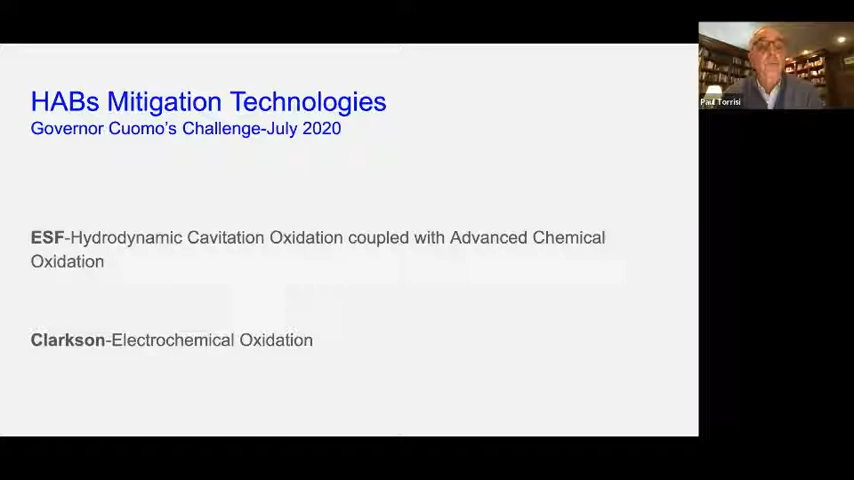 HABs Mitigation Technologies
Governor Cuomo's Challenge-July 2020
ESF-Hydrodynamic Cavitation Oxidation coupled with Advanced Chemical
Oxidation
Clarkson-Electrochemical Oxidation
Paul Torrisi